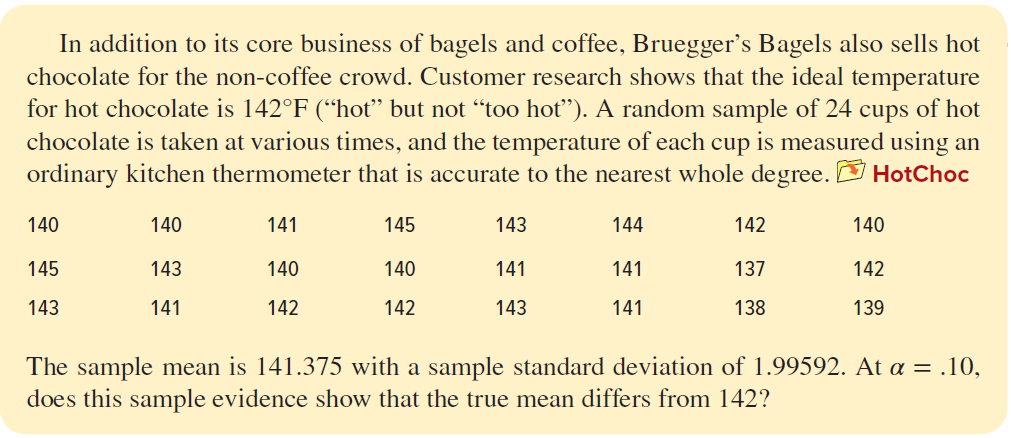 In addition to its core business of bagels and coffee, Bruegger’s Bagels also sells hot
chocolate for the non-coffee crowd. Customer research shows that the ideal temperature
for hot chocolate is 142°F (“hot” but not “too hot”). A random sample of 24 cups of hot
chocolate is taken at various times, and the temperature of each cup is measured using an
ordinary kitchen thermometer that is accurate to the nearest whole degree. HotChoc
140 140 141 145 143 144 142 140
145 143 140 140 141 141 137 142
143 141 142 142 143 141 138 139
The sample mean is 141.375 with a sample standard deviation of 1.99592. At α = .10,
does this sample evidence show that the true mean differs from 142?